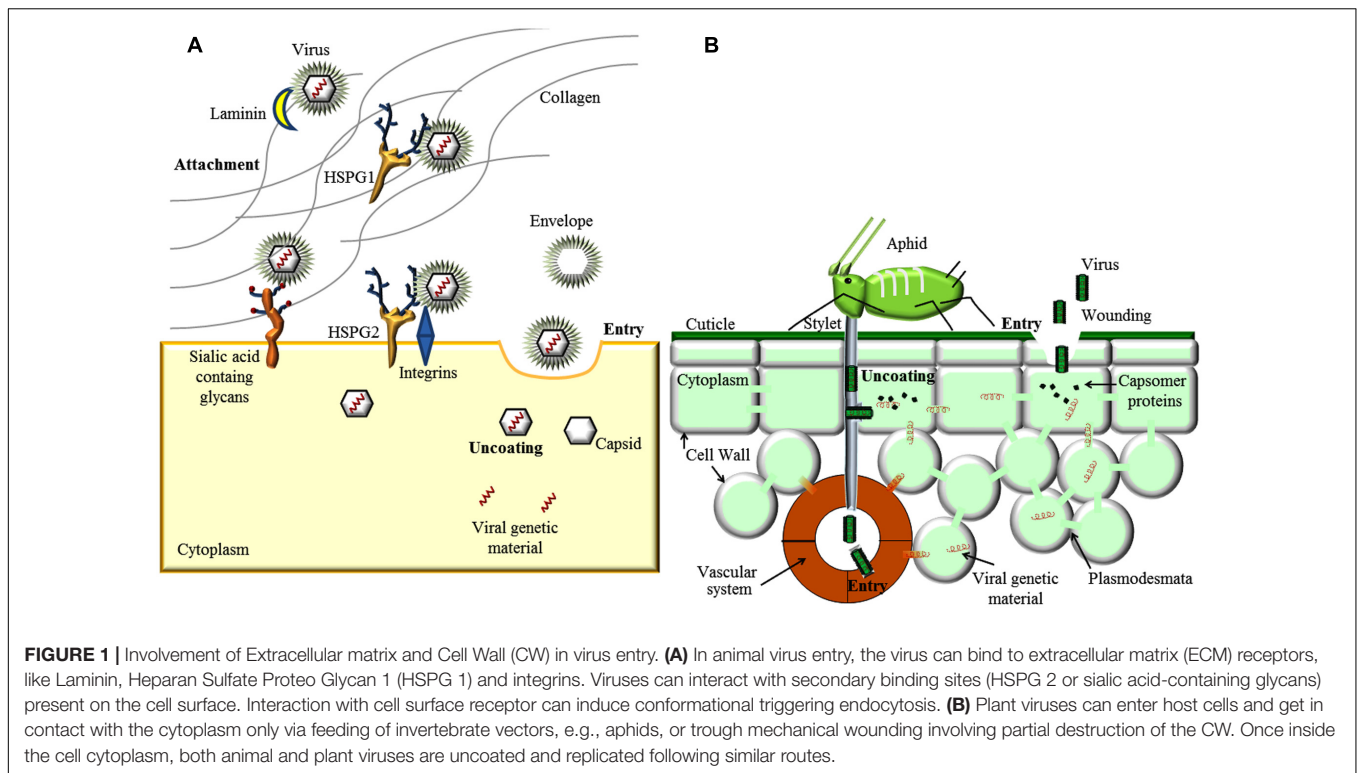 A
Virus
Laminin
Collagen
Attachment
HSPG1
Envelope
HSPG2
Entry
Sialic acid
containg
glycans
Integrins
Uncoating
Capsid
Viral genetic
material
Cytoplasm
B
Aphid
Virus
Cuticle
Stylet
Entry
Wounding
Cytoplasm
Uncoating
Capsomer
proteins
Cell Wall
Vascular
system
Entry
Viral genetic
material
Plasmodesmata
FIGURE 1 | Involvement of Extracellular matrix and Cell Wall (CW) in virus entry. (A) In animal virus entry, the virus can bind to extracellular matrix (ECM) receptors,
like Laminin, Heparan Sulfate Proteo Glycan 1 (HSPG 1) and integrins. Viruses can interact with secondary binding sites (HSPG 2 or sialic acid-containing glycans)
present on the cell surface. Interaction with cell surface receptor can induce conformational triggering endocytosis. (B) Plant viruses can enter host cells and get in
contact with the cytoplasm only via feeding of invertebrate vectors, e.g., aphids, or trough mechanical wounding involving partial destruction of the CW. Once inside
the cell cytoplasm, both animal and plant viruses are uncoated and replicated following similar routes.